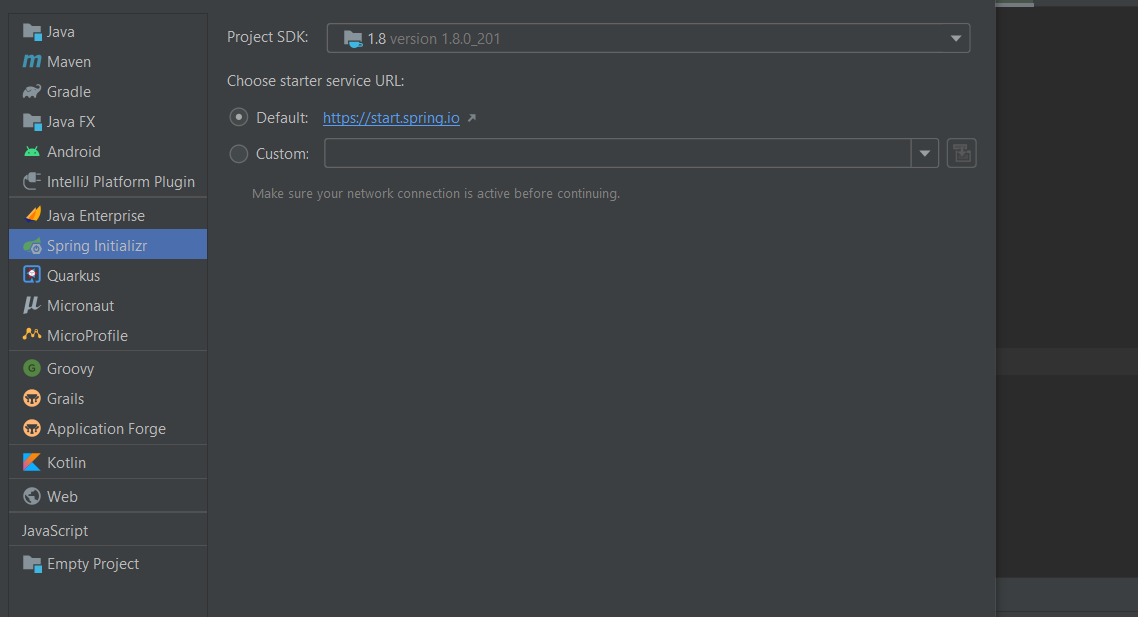 Java
Maven
Gradle
Java FX
Android
IntelliJ Platform Plugin
Java Enterprise
Spring Initializr
Quarkus
Micronaut
MicroProfile
Groovy
Grails
Application Forge
Kotlin
Web
JavaScript
Empty Project
Project SDK: 1.8 version 1.8.0_201
Choose starter service URL:
Default: https://start.spring.io
Custom:
Make sure your network connection is active before continuing.